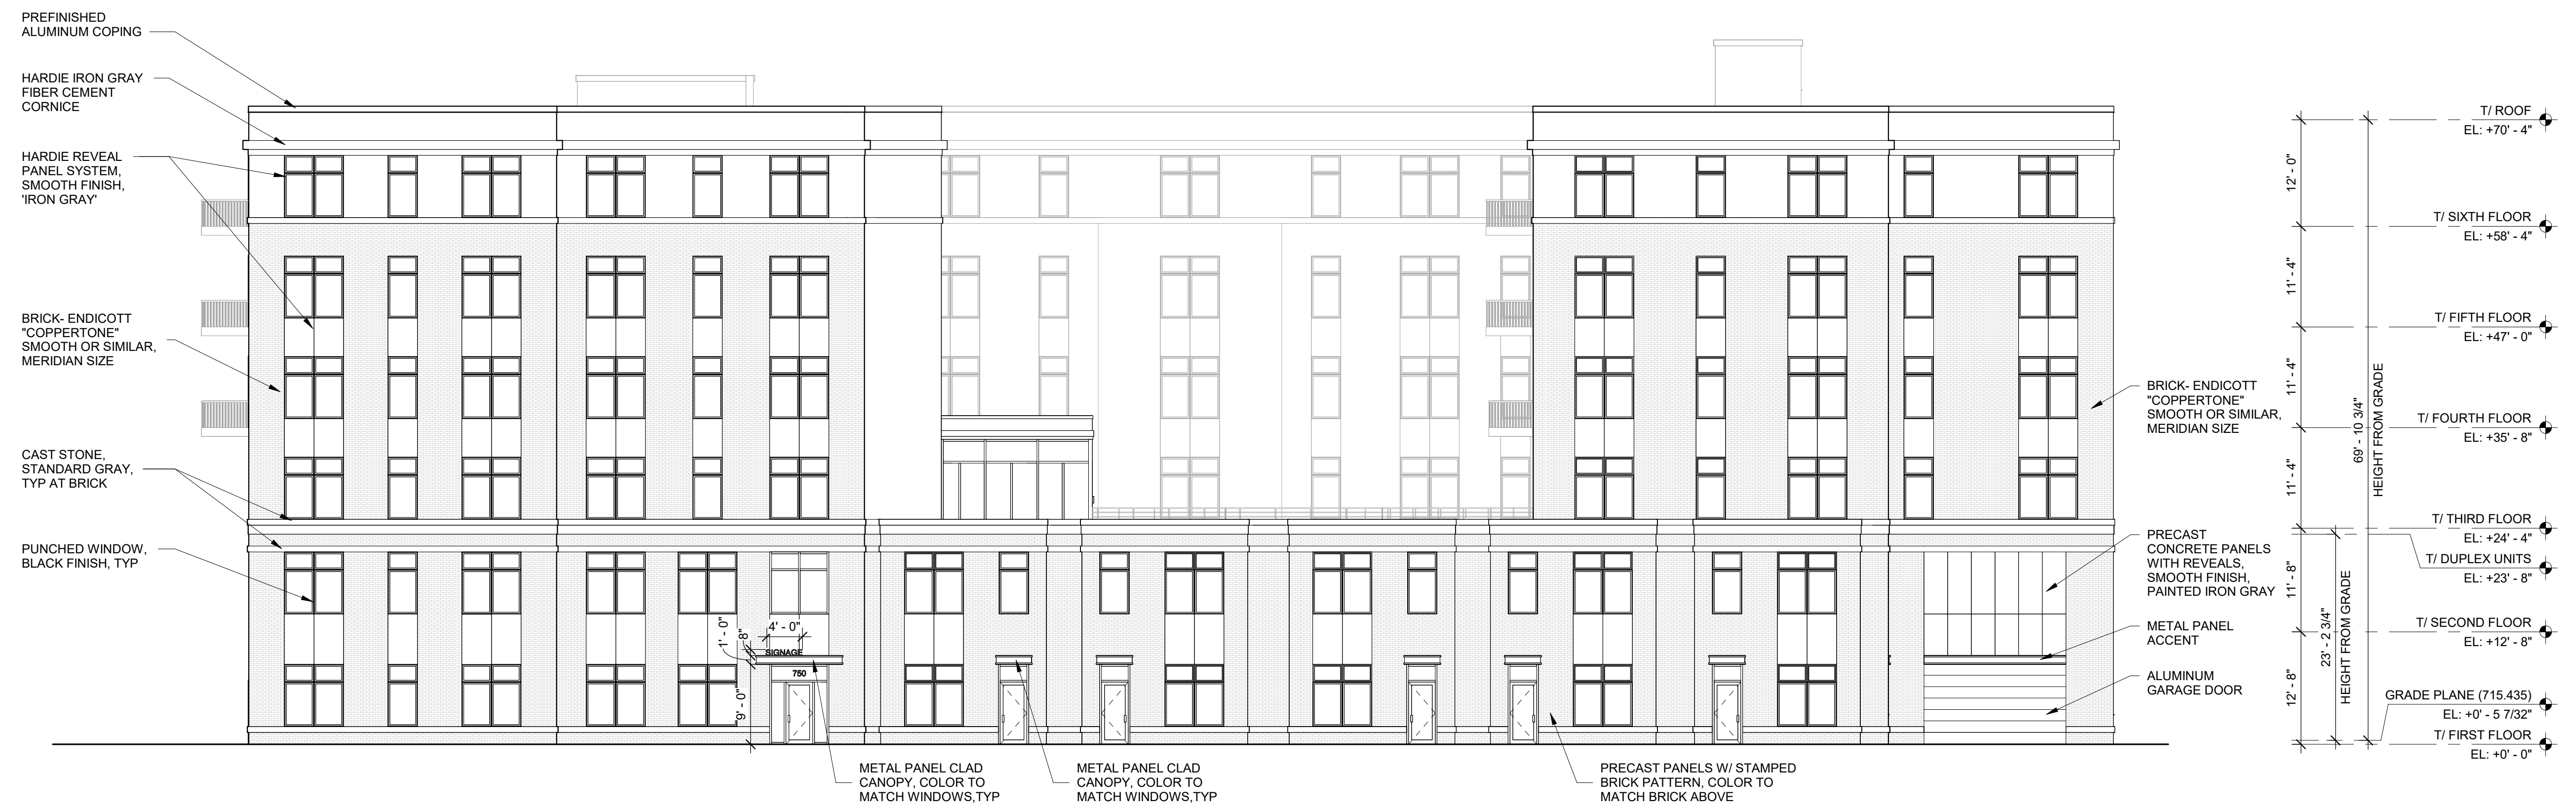 PREFINISHED
ALUMINUM COPING
HARDIE IRON GRAY
FIBER CEMENT
CORNICE
HARDIE REVEAL
PANEL SYSTEM,
SMOOTH FINISH,
'IRON GRAY'
BRICK- ENDICOTT
"COPPERTONE"
SMOOTH OR SIMILAR,
MERIDIAN SIZE
CAST STONE,
STANDARD GRAY,
TYP AT BRICK
PUNCHED WINDOW,
BLACK FINISH, TYP
1' - 0"
8"
4' - 0"
SIGNAGE
750
9' - 0"
METAL PANEL CLAD
CANOPY, COLOR TO
MATCH WINDOWS,TYP
METAL PANEL CLAD
CANOPY, COLOR TO
MATCH WINDOWS,TYP
PRECAST PANELS W/ STAMPED
BRICK PATTERN, COLOR TO
MATCH BRICK ABOVE
BRICK- ENDICOTT
"COPPERTONE"
SMOOTH OR SIMILAR,
MERIDIAN SIZE
PRECAST
CONCRETE PANELS
WITH REVEALS,
SMOOTH FINISH,
PAINTED IRON GRAY
METAL PANEL
ACCENT
ALUMINUM
GARAGE DOOR
12' - 0"
11' - 4"
11' - 4"
11' - 4"
11' - 8"
12' - 8"
23' - 2 3/4"
HEIGHT FROM GRADE
69' - 10 3/4"
HEIGHT FROM GRADE
T/ ROOF
EL: +70' - 4"
T/ SIXTH FLOOR
EL: +58' - 4"
T/ FIFTH FLOOR
EL: +47' - 0"
T/ FOURTH FLOOR
EL: +35' - 8"
T/ THIRD FLOOR
EL: +24' - 4"
T/ DUPLEX UNITS
EL: +23' - 8"
T/ SECOND FLOOR
EL: +12' - 8"
GRADE PLANE (715.435)
EL: +0' - 5 7/32"
T/ FIRST FLOOR
EL: +0' - 0"